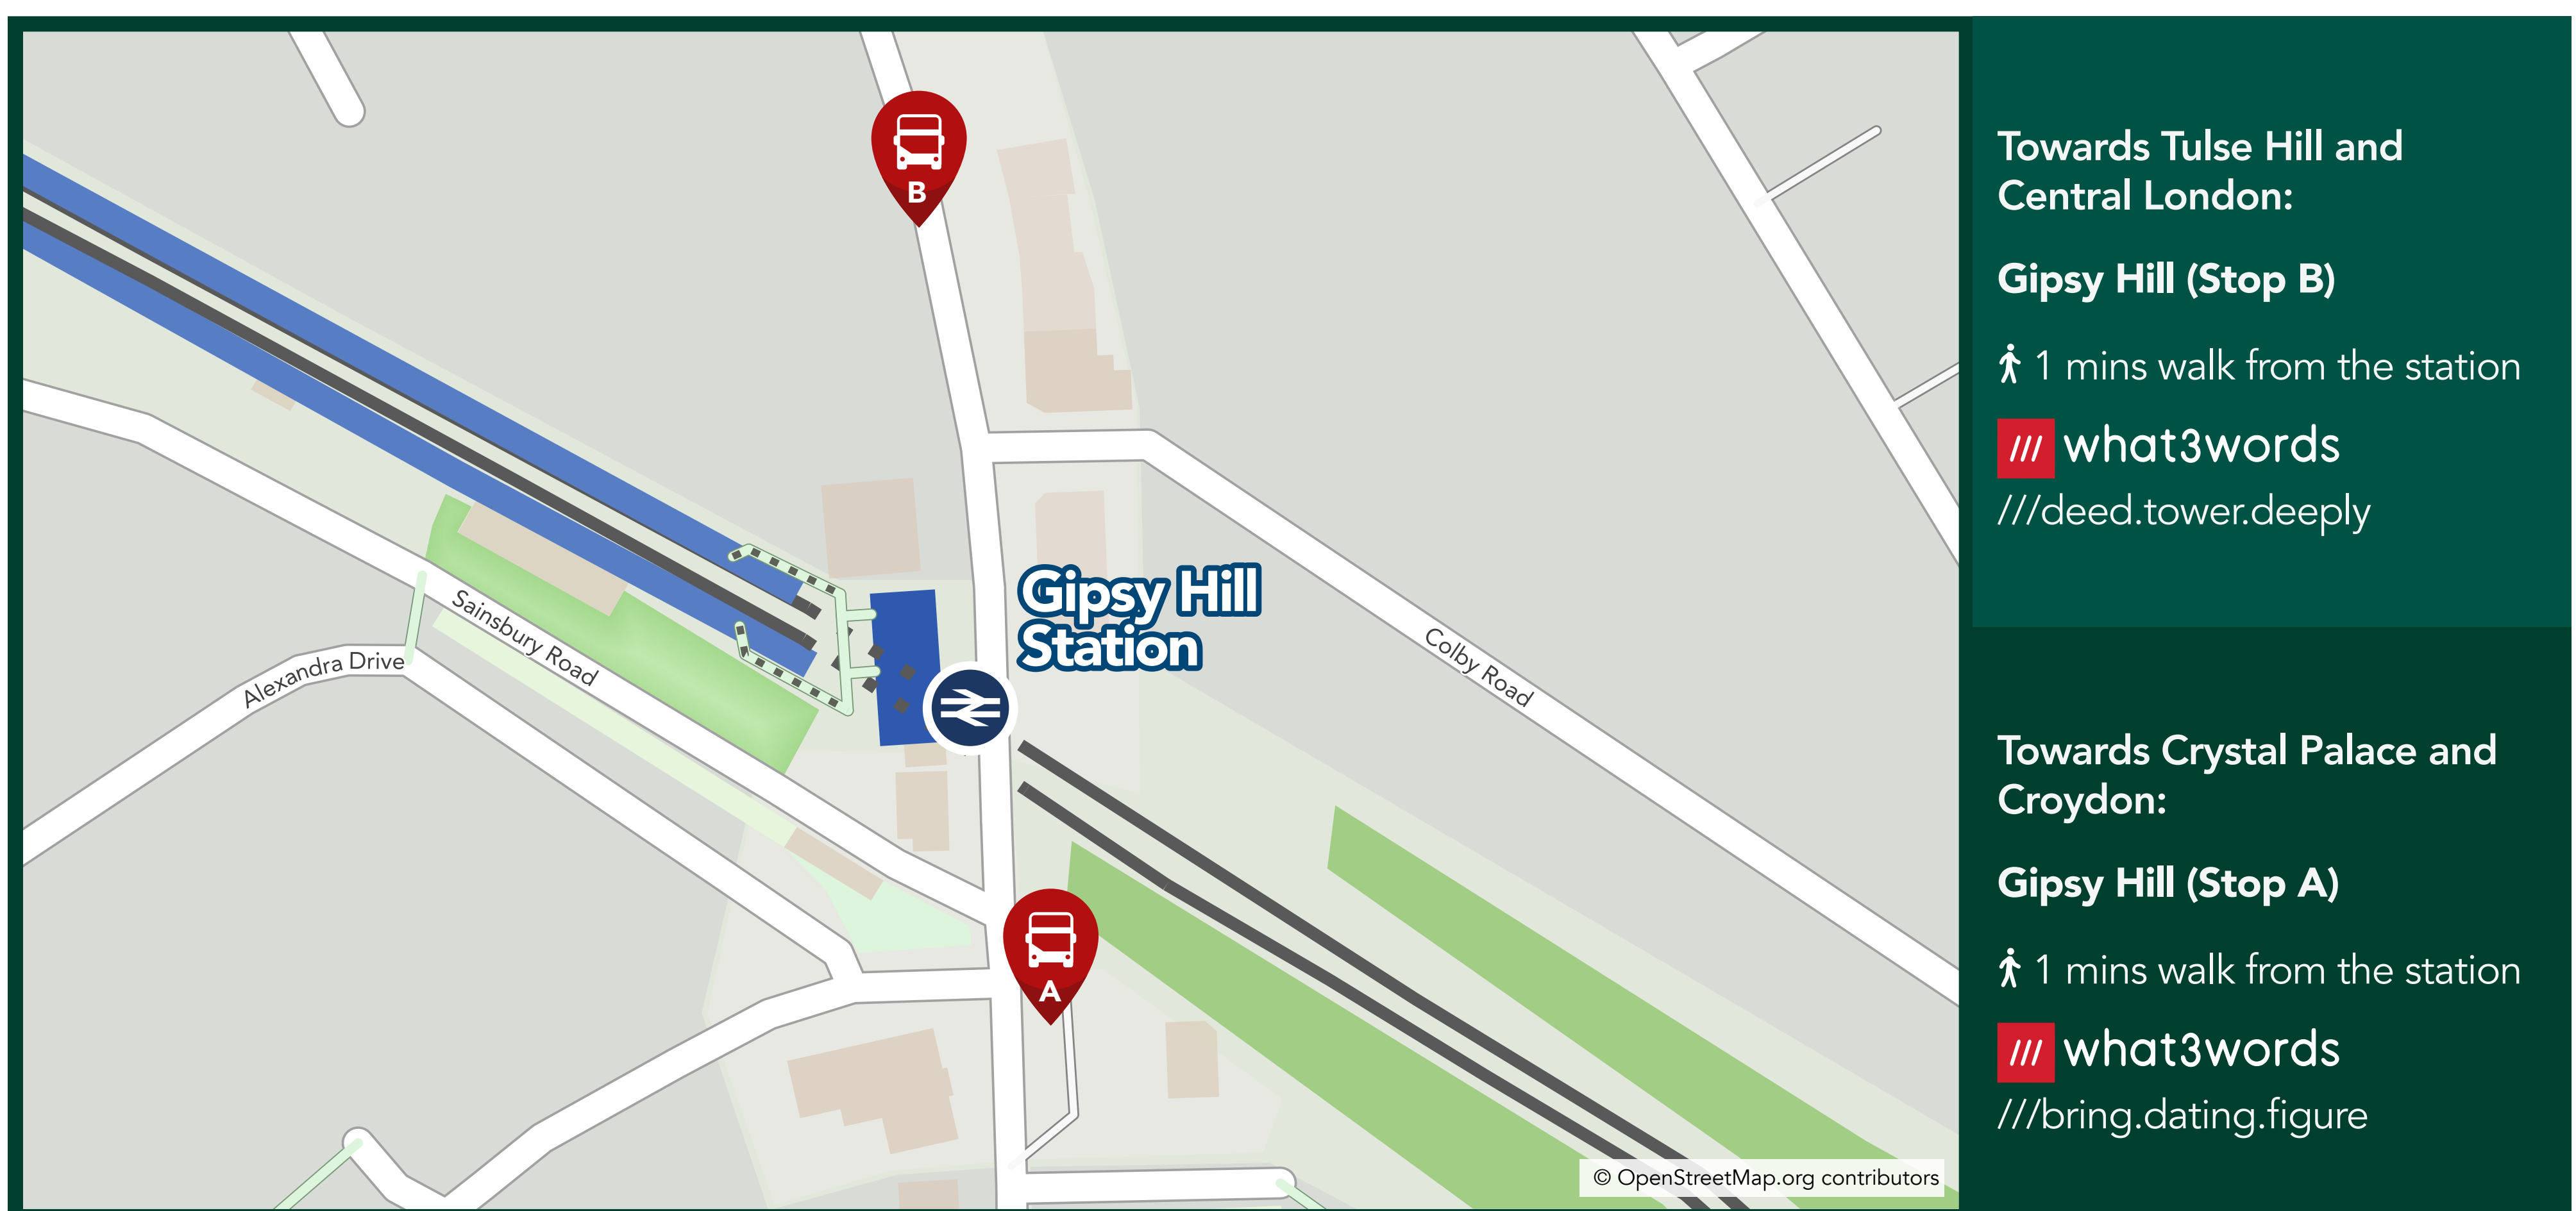 B
Gipsy Hill
Station
Colby Road
Sainsbury Road
Alexandra Drive
A
© OpenStreetMap.org contributors
Towards Tulse Hill and
Central London:
Gipsy Hill (Stop B)
1 mins walk from the station
/// what3words
///deed.tower.deeply
Towards Crystal Palace and
Croydon:
Gipsy Hill (Stop A)
1 mins walk from the station
/// what3words
///bring.dating.figure